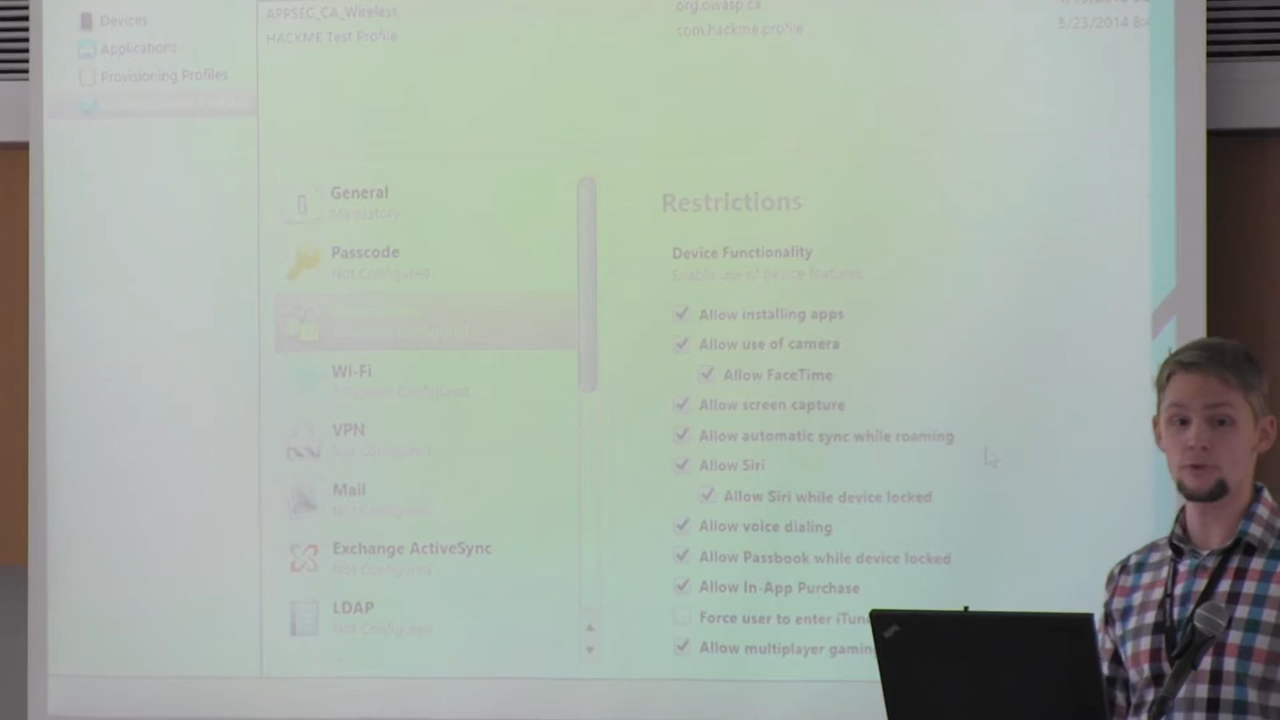 Devices
Applications
Provisioning Profiles
APPSEC_CA_Wireless
org.owasp.ca
HACKME Test Profile
com.hackme.profile
5/23/2014
General
Mandatory
Passcode
Not Configured
Wi-Fi
Configured
VPN
Not Configured
Mail
Not Configured
Exchange ActiveSync
Not Configured
LDAP
Not Configured
Restrictions
Device Functionality
Enable use of device features
Allow installing apps
Allow use of camera
Allow FaceTime
Allow screen capture
Allow automatic sync while roaming
Allow Siri
Allow Siri while device locked
Allow voice dialing
Allow Passbook while device locked
Allow In-App Purchase
Force user to enter iTun
Allow multiplayer gamin